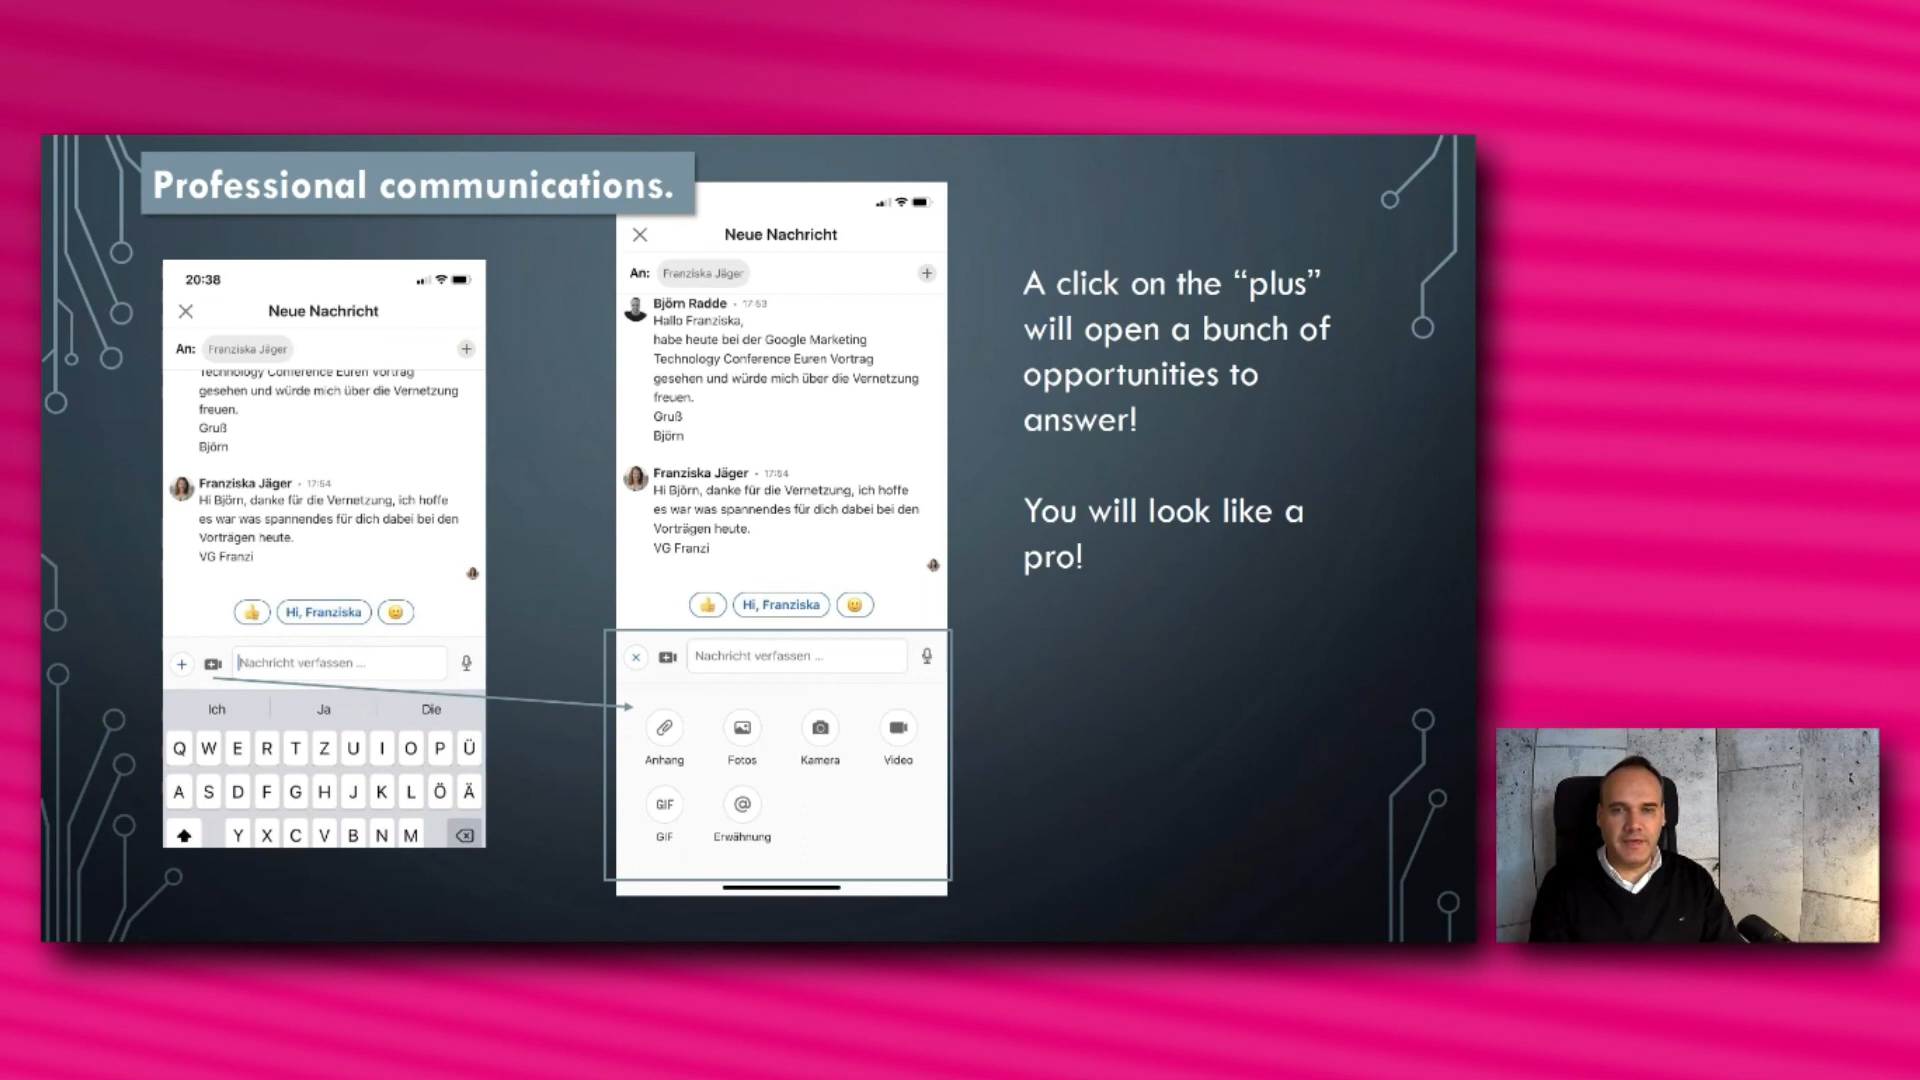 Professional communications.
20:38
Neue Nachricht
An: Franziska Jäger
Technology Conference Euren Vortrag
gesehen und würde mich über die Vernetzung
freuen.
Gruß
Björn
Franziska Jäger • 17:54
Hi Björn, danke für die Vernetzung, ich hoffe
es war was spannendes für dich dabei bei den
Vorträgen heute.
VG Franzi
Hi, Franziska
Nachricht verfassen ...
Ich Ja Die
Q W E R T Z U I O P Ü
A S D F G H J K L Ö Ä
Y X C V B N M
Neue Nachricht
An: Franziska Jäger
Björn Radde • 17:53
Hallo Franziska,
habe heute bei der Google Marketing
Technology Conference Euren Vortrag
gesehen und würde mich über die Vernetzung
freuen.
Gruß
Björn
Franziska Jäger • 17:54
Hi Björn, danke für die Vernetzung, ich hoffe
es war was spannendes für dich dabei bei den
Vorträgen heute.
VG Franzi
Hi, Franziska
Nachricht verfassen ...
Anhang Fotos Kamera Video
GIF @
GIF Erwähnung
A click on the “plus”
will open a bunch of
opportunities to
answer!
You will look like a
pro!